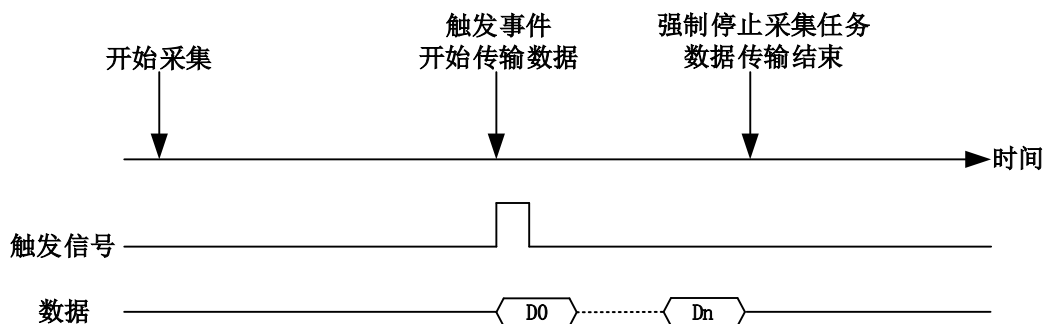 触发事件
强制停止采集任务
开始采集
开始传输数据
数据传输结束
时间
触发信号
数据
D0
Dn